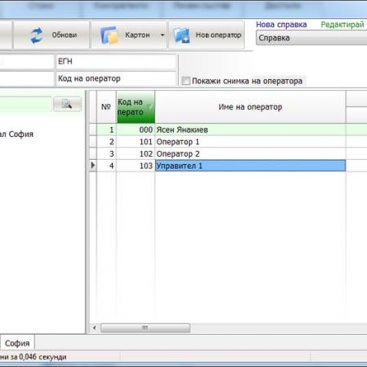 Нова справка Редактирай
Обнови Картон Нов оператор Справка
ЕГН
Код на оператор Покажи снимка на оператора
ал София
№ Код на Име на оператор
перато
1 000 Ясен Янакиев
2 101 Оператор 1
3 102 Оператор 2
4 103 Управител 1
София
ни за 0,046 секунди